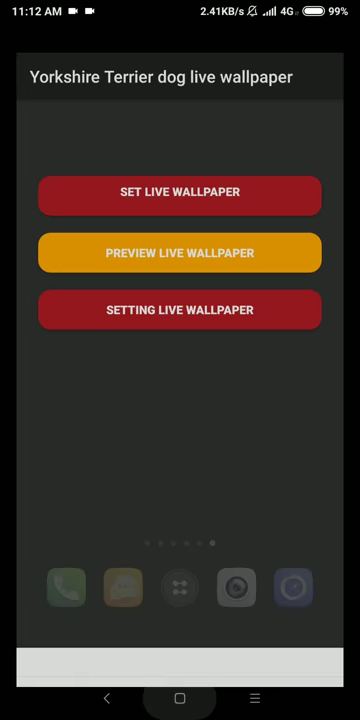 11:12 AM
2.41KB/s
4G
99%
Yorkshire Terrier dog live wallpaper
SET LIVE WALLPAPER
PREVIEW LIVE WALLPAPER
SETTING LIVE WALLPAPER